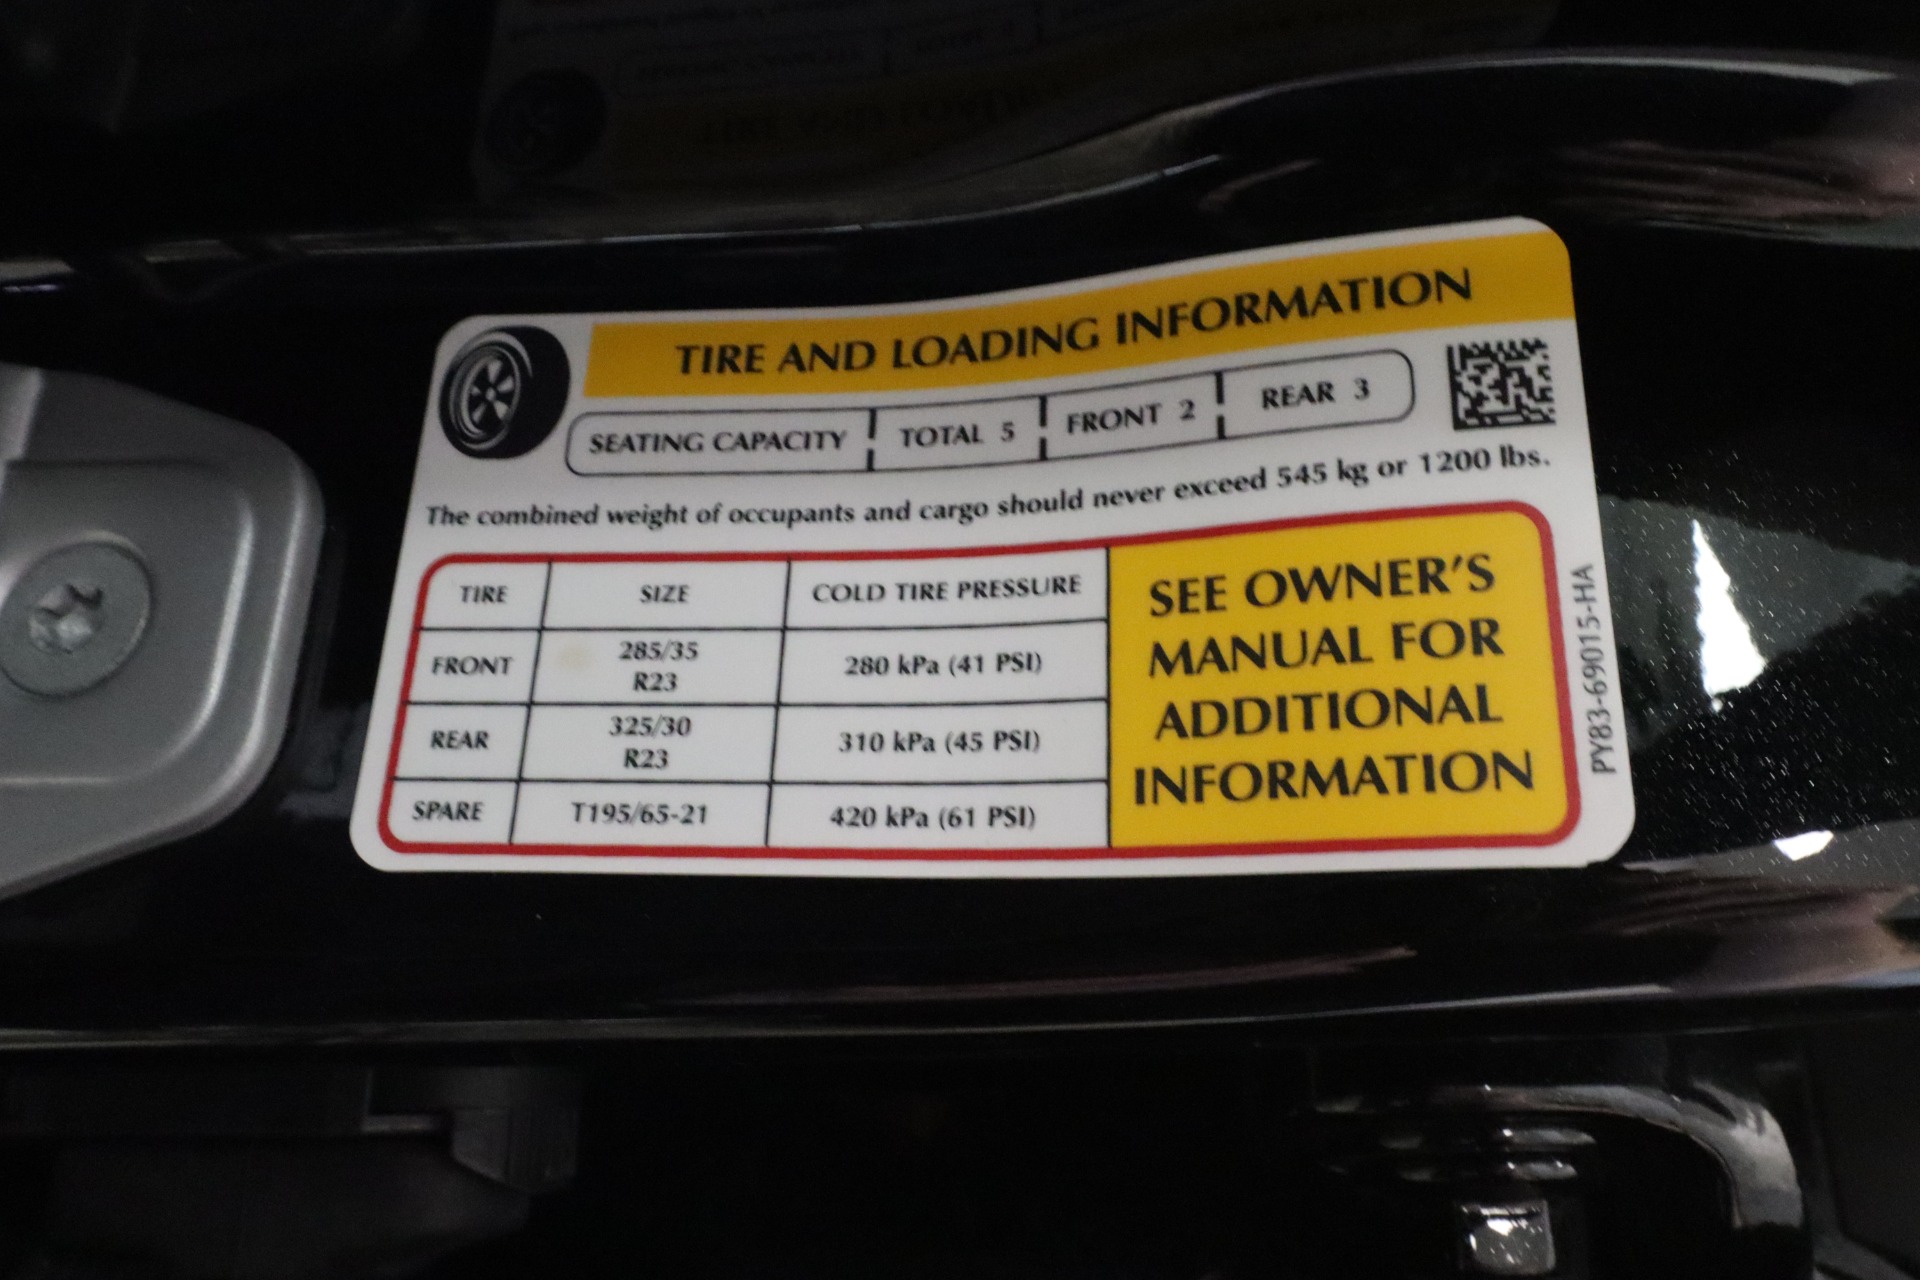 TIRE AND LOADING INFORMATION
SEATING CAPACITY TOTAL 5 FRONT 2 REAR 3
The combined weight of occupants and cargo should never exceed 545 kg or 1200 lbs.
TIRE SIZE COLD TIRE PRESSURE
FRONT 285/35 R23 280 kPa (41 PSI)
REAR 325/30 R23 310 kPa (45 PSI)
SPARE T195/65-21 420 kPa (61 PSI)
SEE OWNER'S
MANUAL FOR
ADDITIONAL
INFORMATION
PY83-69015-HA